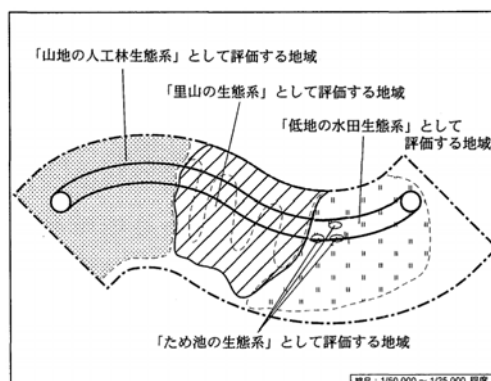 「山地の人工林生態系」として評価する地域
「里山の生態系」として評価する地域
「低地の水田生態系」として
評価する地域
「ため池の生態系」として評価する地域
1/50,000～1/25,000 程度